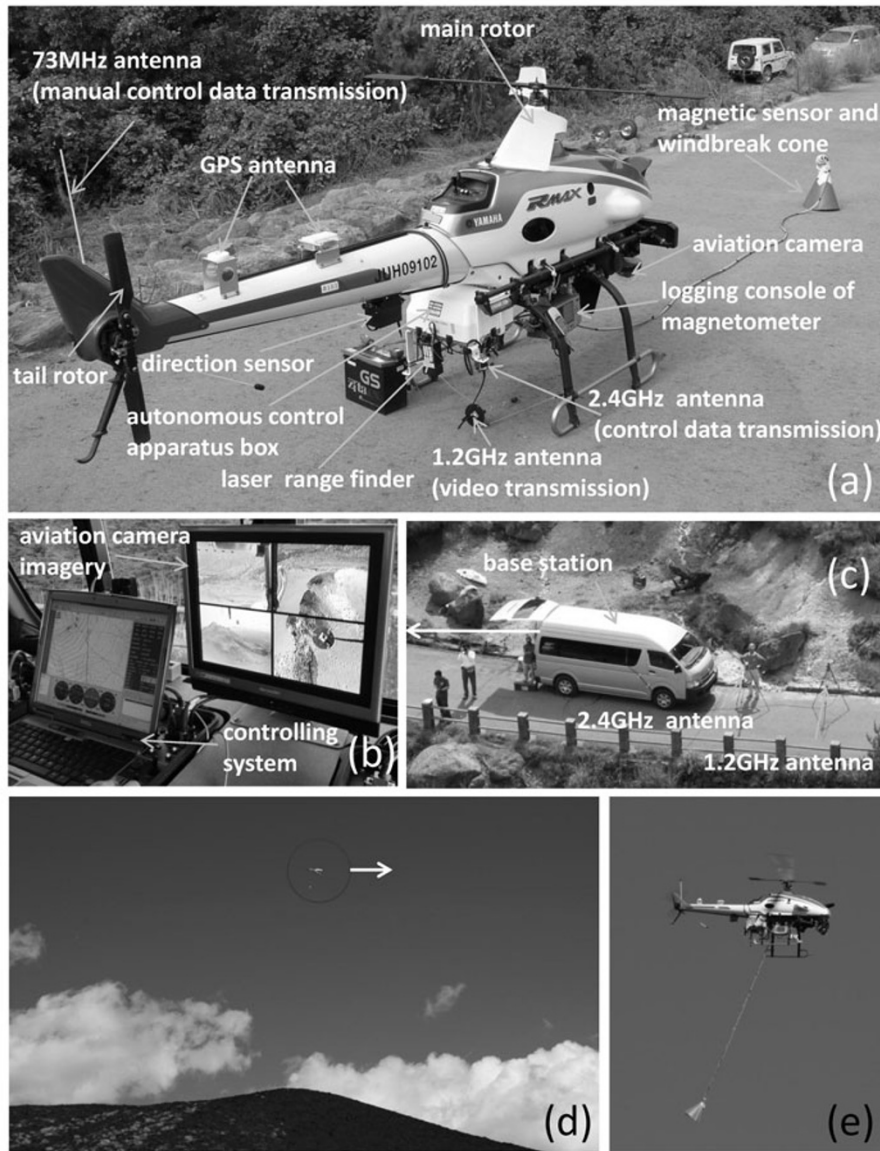 main rotor
73MHz antenna
(manual control data transmission)
GPS antenna
magnetic sensor and
windbreak cone
RMAX
YAMAHA
JUH09102
aviation camera
logging console of
magnetometer
direction sensor
tail rotor
GS
autonomous control
apparatus box
laser range finder
2.4GHz antenna
(control data transmission)
1.2GHz antenna
(video transmission)
(a)
aviation camera
imagery
controlling
system
(b)
base station
(c)
2.4GHz antenna
1.2GHz antenna
(d)
(e)